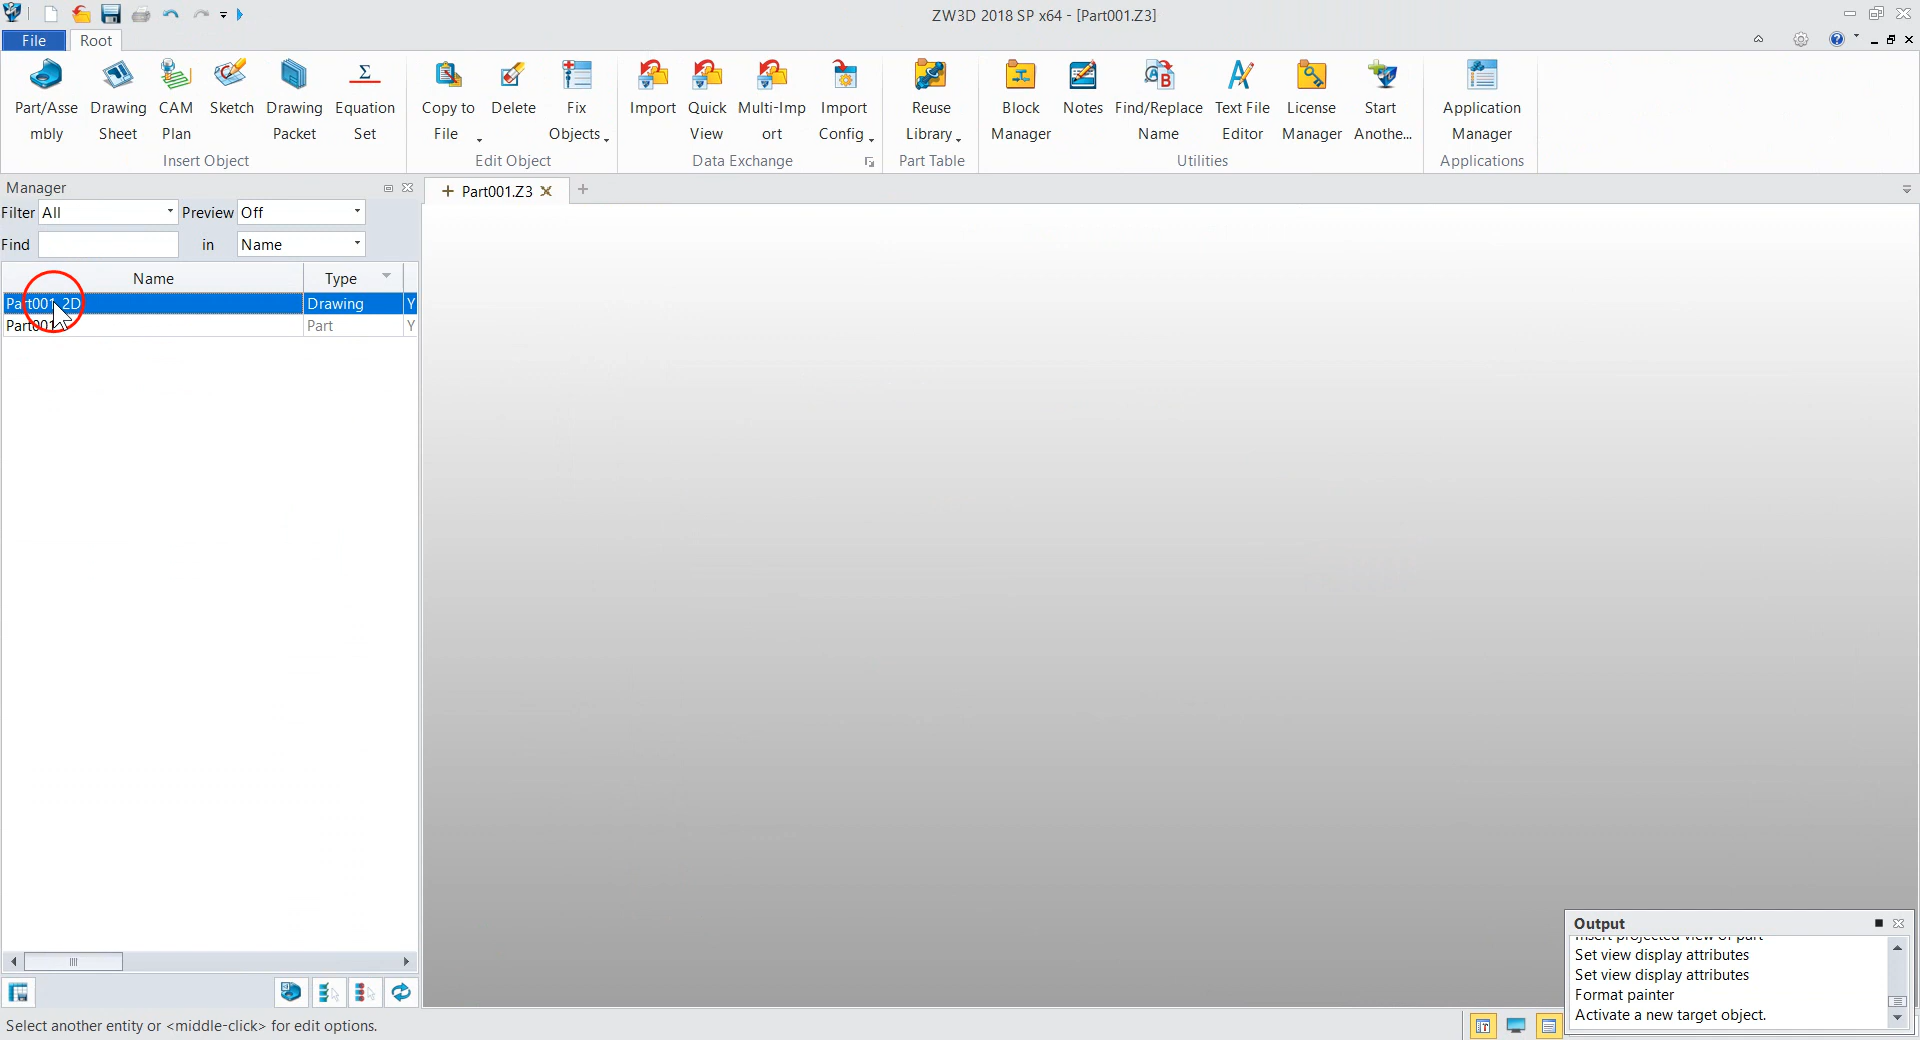 ZW3D 2018 SP x64 - [Part001.Z3]
File
Root
Part/Asse
mbly
Drawing
Sheet
CAM
Plan
Sketch
Drawing
Packet
Equation
Set
Insert Object
Copy to
File
Delete
Fix
Objects
Edit Object
Import
Quick
View
Multi-Imp
ort
Import
Config
Data Exchange
Reuse
Library
Part Table
Block
Manager
Notes
Find/Replace
Name
Text File
Editor
License
Manager
Start
Anothe...
Utilities
Application
Manager
Applications
Manager
Part001.Z3
Filter All Preview Off
Find in Name
Name Type
Part001_2D Drawing Y
Part001 Part Y
Output
Insert projected view of part
Set view display attributes
Set view display attributes
Format painter
Activate a new target object.
Select another entity or <middle-click> for edit options.